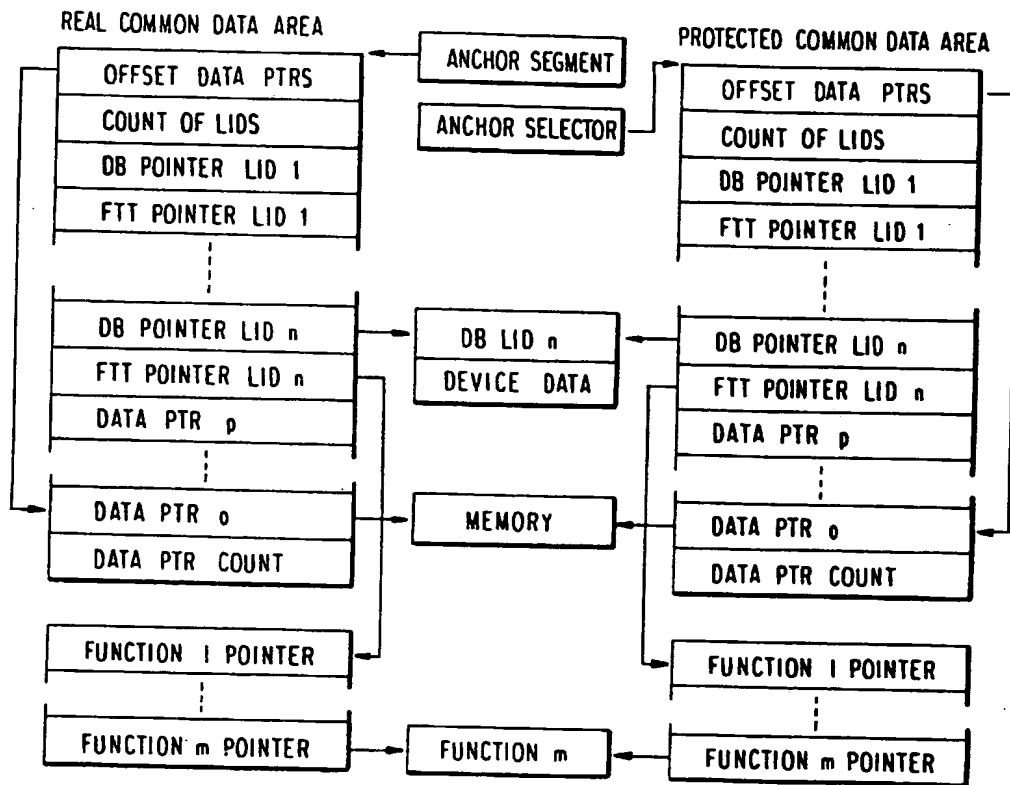 REAL COMMON DATA AREA
OFFSET DATA PTRS
COUNT OF LIDS
DB POINTER LID 1
FTT POINTER LID 1
DB POINTER LID n
FTT POINTER LID n
DATA PTR p
DATA PTR o
DATA PTR COUNT
FUNCTION 1 POINTER
FUNCTION m POINTER
ANCHOR SEGMENT
ANCHOR SELECTOR
DB LID n
DEVICE DATA
MEMORY
FUNCTION m
PROTECTED COMMON DATA AREA
OFFSET DATA PTRS
COUNT OF LIDS
DB POINTER LID 1
FTT POINTER LID 1
DB POINTER LID n
FTT POINTER LID n
DATA PTR p
DATA PTR o
DATA PTR COUNT
FUNCTION 1 POINTER
FUNCTION m POINTER